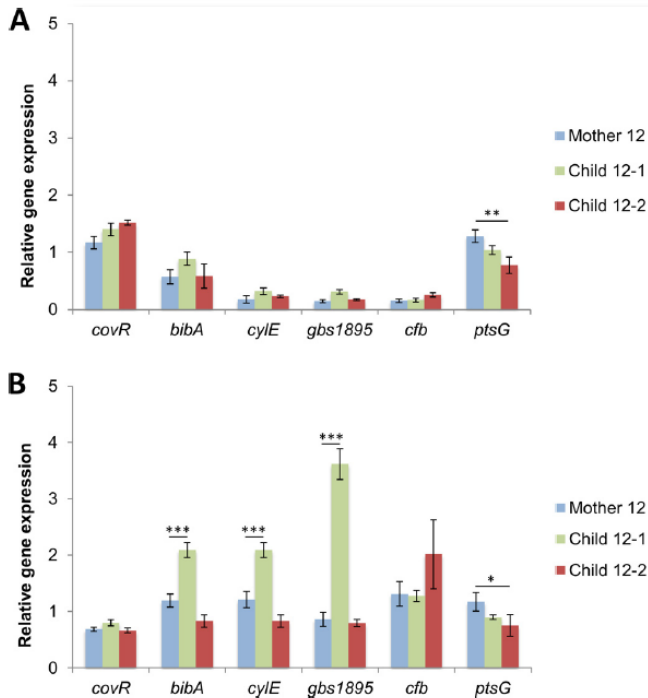 A
Relative gene expression
5
4
3
2
1
0
**
covR bibA cylE gbs1895 cfb ptsG
Mother 12
Child 12-1
Child 12-2
B
Relative gene expression
5
4
3
2
1
0
***
*** ***
*
covR bibA cylE gbs1895 cfb ptsG
Mother 12
Child 12-1
Child 12-2